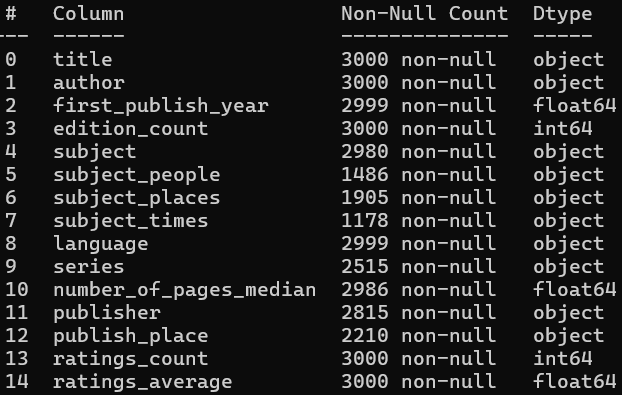 #   Column                  Non-Null Count  Dtype
--- ------                  --------------  -----
0   title                   3000 non-null   object
1   author                  3000 non-null   object
2   first_publish_year      2999 non-null   float64
3   edition_count           3000 non-null   int64
4   subject                 2980 non-null   object
5   subject_people          1486 non-null   object
6   subject_places          1905 non-null   object
7   subject_times           1178 non-null   object
8   language                2999 non-null   object
9   series                  2515 non-null   object
10  number_of_pages_median  2986 non-null   float64
11  publisher               2815 non-null   object
12  publish_place           2210 non-null   object
13  ratings_count           3000 non-null   int64
14  ratings_average         3000 non-null   float64